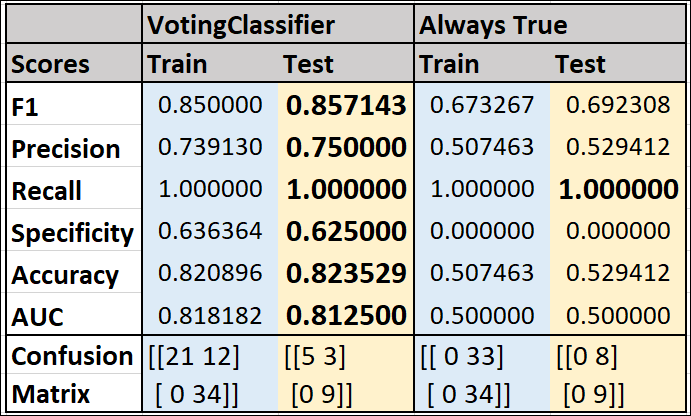 VotingClassifier Always True
Scores Train Test Train Test
F1 0.850000 0.857143 0.673267 0.692308
Precision 0.739130 0.750000 0.507463 0.529412
Recall 1.000000 1.000000 1.000000 1.000000
Specificity 0.636364 0.625000 0.000000 0.000000
Accuracy 0.820896 0.823529 0.507463 0.529412
AUC 0.818182 0.812500 0.500000 0.500000
Confusion [[21 12] [[5 3] [[ 0 33] [[0 8]
Matrix [ 0 34]] [0 9]] [ 0 34]] [0 9]]